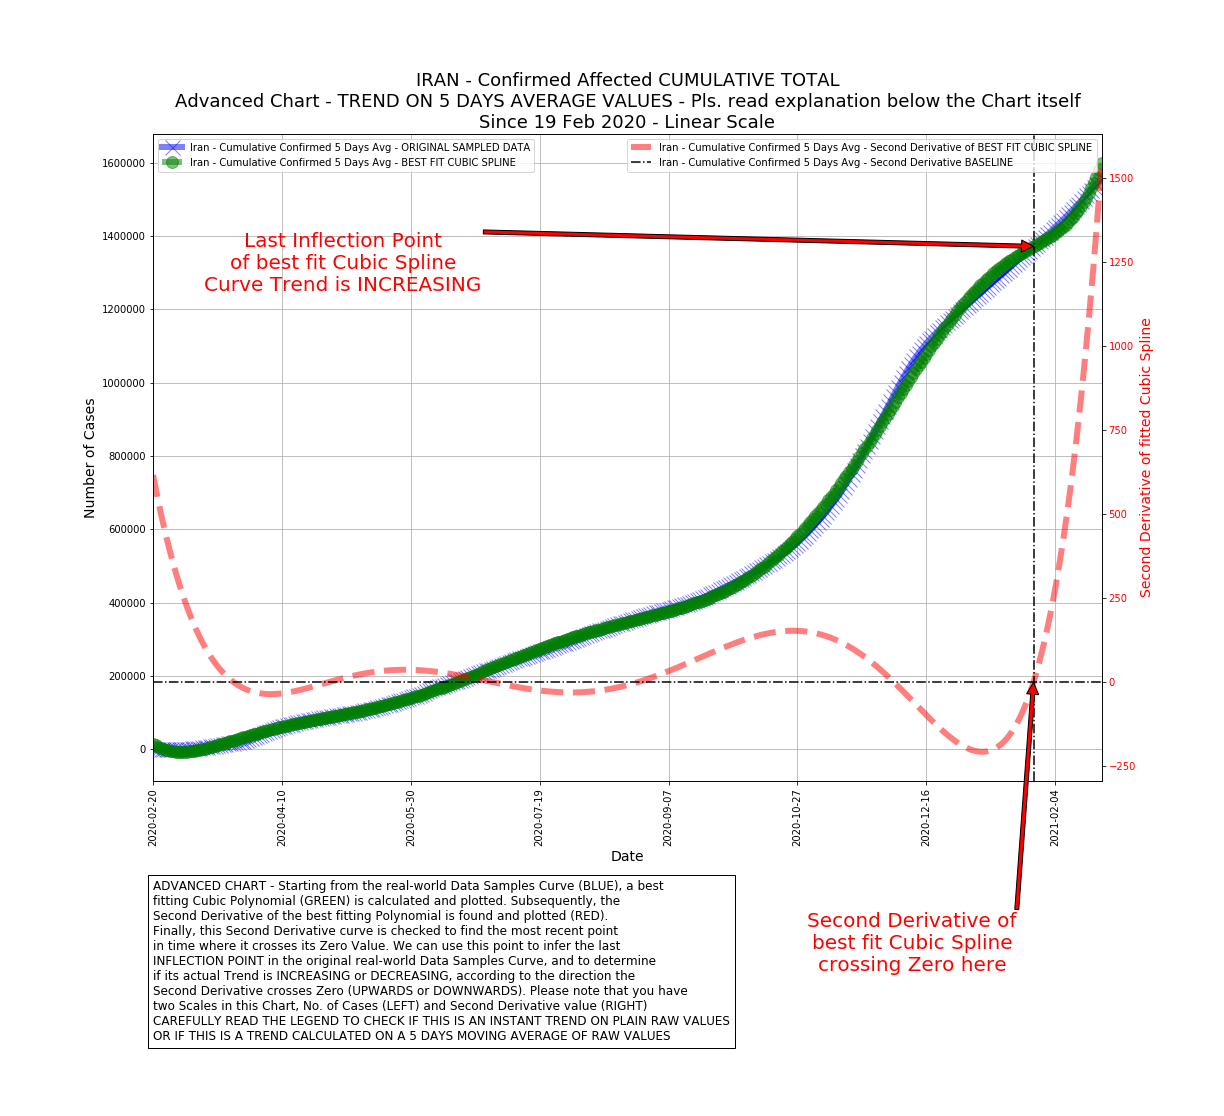 IRAN - Confirmed Affected CUMULATIVE TOTAL
Advanced Chart - TREND ON 5 DAYS AVERAGE VALUES - Pls. read explanation below the Chart itself
Since 19 Feb 2020 - Linear Scale
Iran - Cumulative Confirmed 5 Days Avg - ORIGINAL SAMPLED DATA
Iran - Cumulative Confirmed 5 Days Avg - BEST FIT CUBIC SPLINE
Iran - Cumulative Confirmed 5 Days Avg - Second Derivative of BEST FIT CUBIC SPLINE
Iran - Cumulative Confirmed 5 Days Avg - Second Derivative BASELINE
Last Inflection Point
of best fit Cubic Spline
Curve Trend is INCREASING
Number of Cases
1600000
1400000
1200000
1000000
800000
600000
400000
200000
0
1500
1250
1000
750
500
250
0
−250
Second Derivative of fitted Cubic Spline
2020-02-20
2020-04-10
2020-05-30
2020-07-19
2020-09-07
2020-10-27
2020-12-16
2021-02-04
Date
ADVANCED CHART - Starting from the real-world Data Samples Curve (BLUE), a best
fitting Cubic Polynomial (GREEN) is calculated and plotted. Subsequently, the
Second Derivative of the best fitting Polynomial is found and plotted (RED).
Finally, this Second Derivative curve is checked to find the most recent point
in time where it crosses its Zero Value. We can use this point to infer the last
INFLECTION POINT in the original real-world Data Samples Curve, and to determine
if its actual Trend is INCREASING or DECREASING, according to the direction the
Second Derivative crosses Zero (UPWARDS or DOWNWARDS). Please note that you have
two Scales in this Chart, No. of Cases (LEFT) and Second Derivative value (RIGHT)
CAREFULLY READ THE LEGEND TO CHECK IF THIS IS AN INSTANT TREND ON PLAIN RAW VALUES
OR IF THIS IS A TREND CALCULATED ON A 5 DAYS MOVING AVERAGE OF RAW VALUES
Second Derivative of
best fit Cubic Spline
crossing Zero here